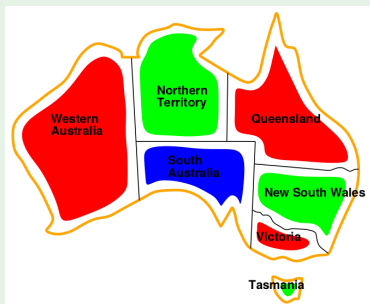 Northern
Territory
Western
Australia
Queensland
South
Australia
New South Wales
Victoria
Tasmania